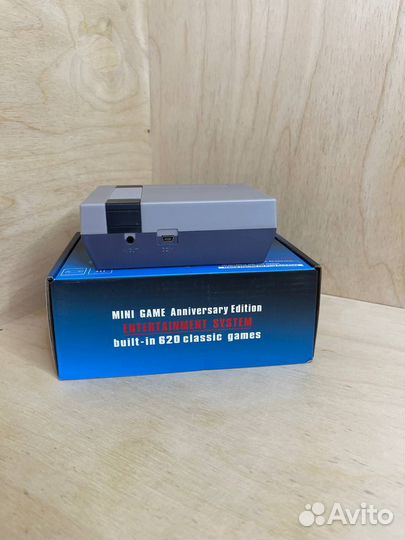 MINI GAME Anniversary Edition
ENTERTAINMENT SYSTEM
built-in 620 classic games
Avito